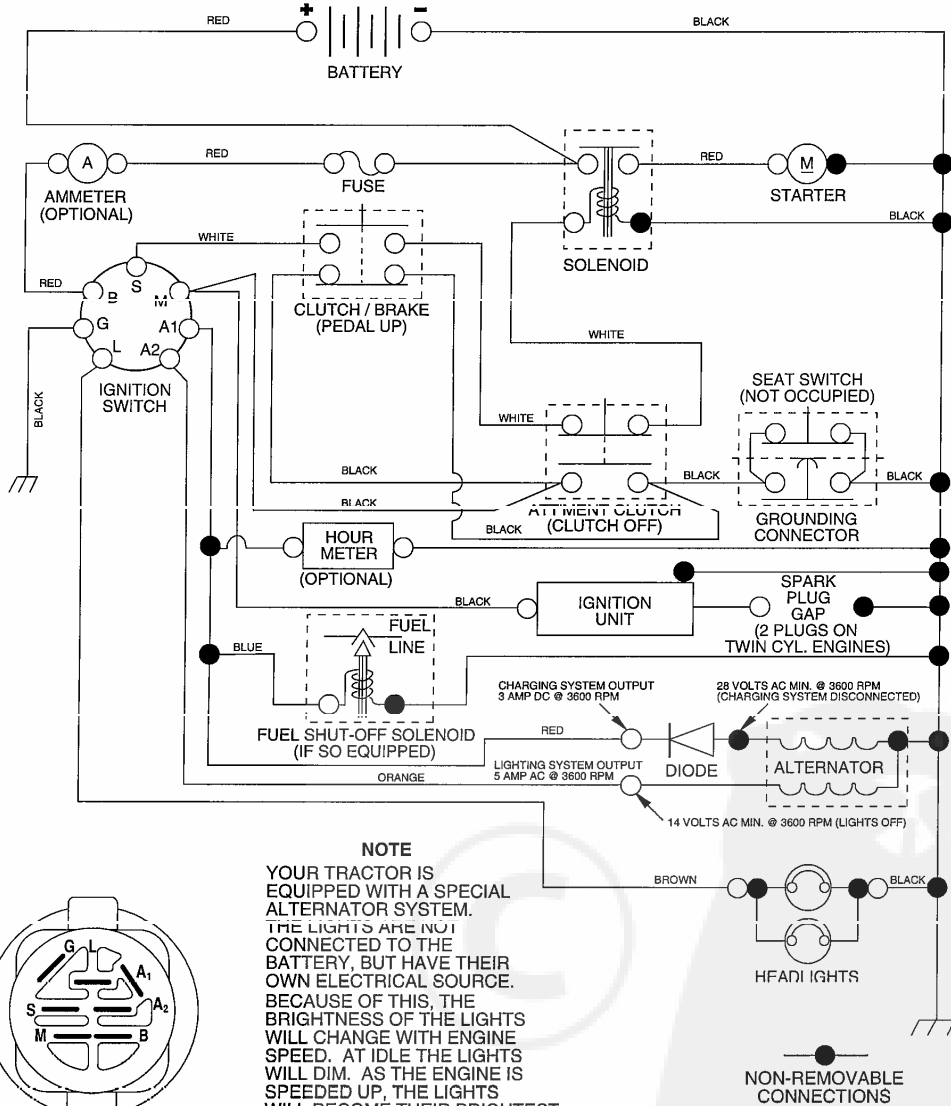 + −
RED
BLACK
BATTERY
A
RED
FUSE
RED
M
STARTER
AMMETER
(OPTIONAL)
BLACK
SOLENOID
WHITE
S
RED
B
M
CLUTCH / BRAKE
(PEDAL UP)
G
A1
L
A2
IGNITION
SWITCH
WHITE
BLACK
SEAT SWITCH
(NOT OCCUPIED)
WHITE
BLACK
BLACK
BLACK
BLACK
(CLUTCH OFF)
BLACK
GROUNDING
CONNECTOR
HOUR
METER
(OPTIONAL)
BLACK
IGNITION
UNIT
SPARK
PLUG
GAP
(2 PLUGS ON
TWIN CYL. ENGINES)
FUEL
LINE
BLUE
FUEL SHUT-OFF SOLENOID
(IF SO EQUIPPED)
CHARGING SYSTEM OUTPUT
3 AMP DC @ 3600 RPM
28 VOLTS AC MIN. @ 3600 RPM
(CHARGING SYSTEM DISCONNECTED)
RED
DIODE
ALTERNATOR
LIGHTING SYSTEM OUTPUT
5 AMP AC @ 3600 RPM
ORANGE
14 VOLTS AC MIN. @ 3600 RPM (LIGHTS OFF)
BROWN
BLACK
HEADLIGHTS
NOTE
YOUR TRACTOR IS
EQUIPPED WITH A SPECIAL
ALTERNATOR SYSTEM.
THE LIGHTS ARE NOT
CONNECTED TO THE
BATTERY, BUT HAVE THEIR
OWN ELECTRICAL SOURCE.
BECAUSE OF THIS, THE
BRIGHTNESS OF THE LIGHTS
WILL CHANGE WITH ENGINE
SPEED. AT IDLE THE LIGHTS
WILL DIM. AS THE ENGINE IS
SPEEDED UP, THE LIGHTS
WILL BECOME THEIR BRIGHTEST
G L
A1
S
A2
M
B
NON-REMOVABLE
CONNECTIONS